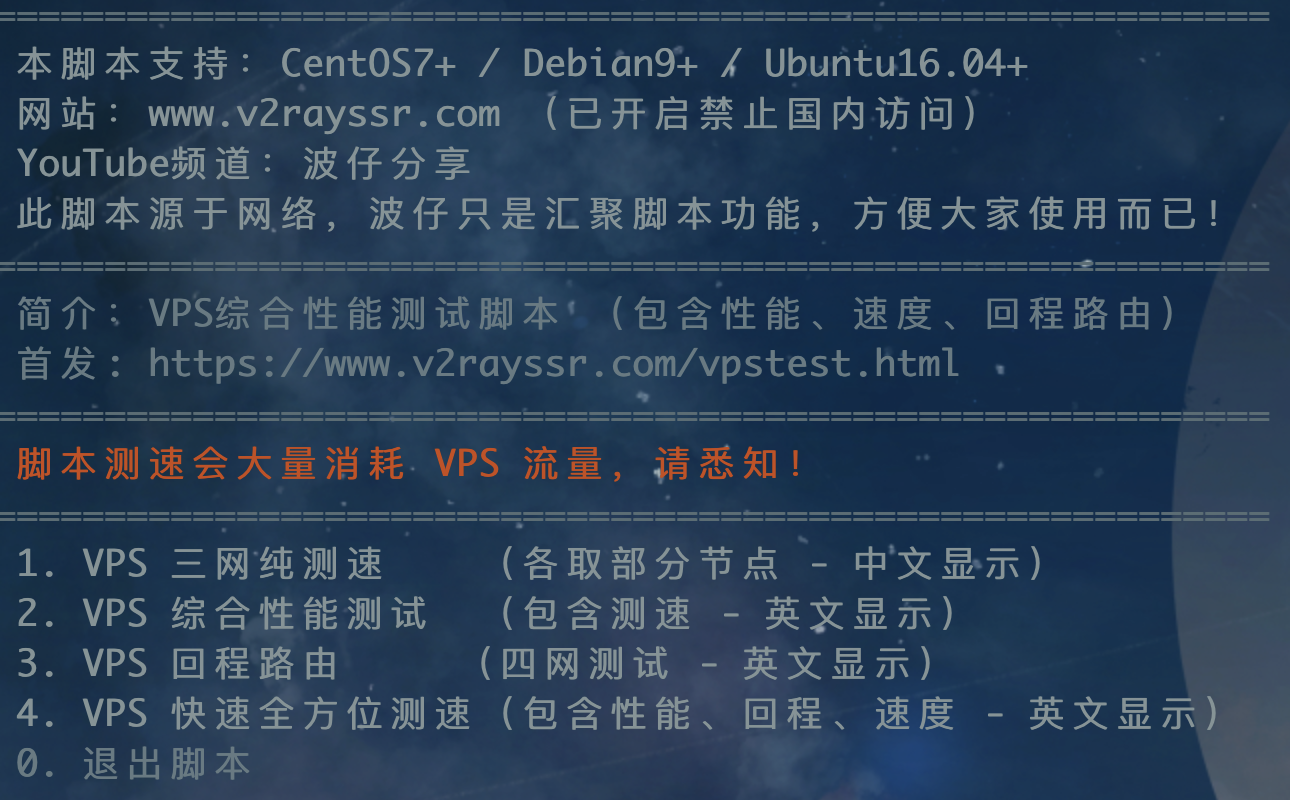 ============================================================
本脚本支持：CentOS7+ / Debian9+ / Ubuntu16.04+
网站：www.v2rayssr.com （已开启禁止国内访问）
YouTube频道：波仔分享
此脚本源于网络，波仔只是汇聚脚本功能，方便大家使用而已！
============================================================
简介：VPS综合性能测试脚本 （包含性能、速度、回程路由）
首发：https://www.v2rayssr.com/vpstest.html
============================================================
脚本测速会大量消耗 VPS 流量，请悉知！
============================================================
1. VPS 三网纯测速    （各取部分节点 - 中文显示）
2. VPS 综合性能测试  （包含测速 - 英文显示）
3. VPS 回程路由     （四网测试 - 英文显示）
4. VPS 快速全方位测速（包含性能、回程、速度 - 英文显示）
0. 退出脚本